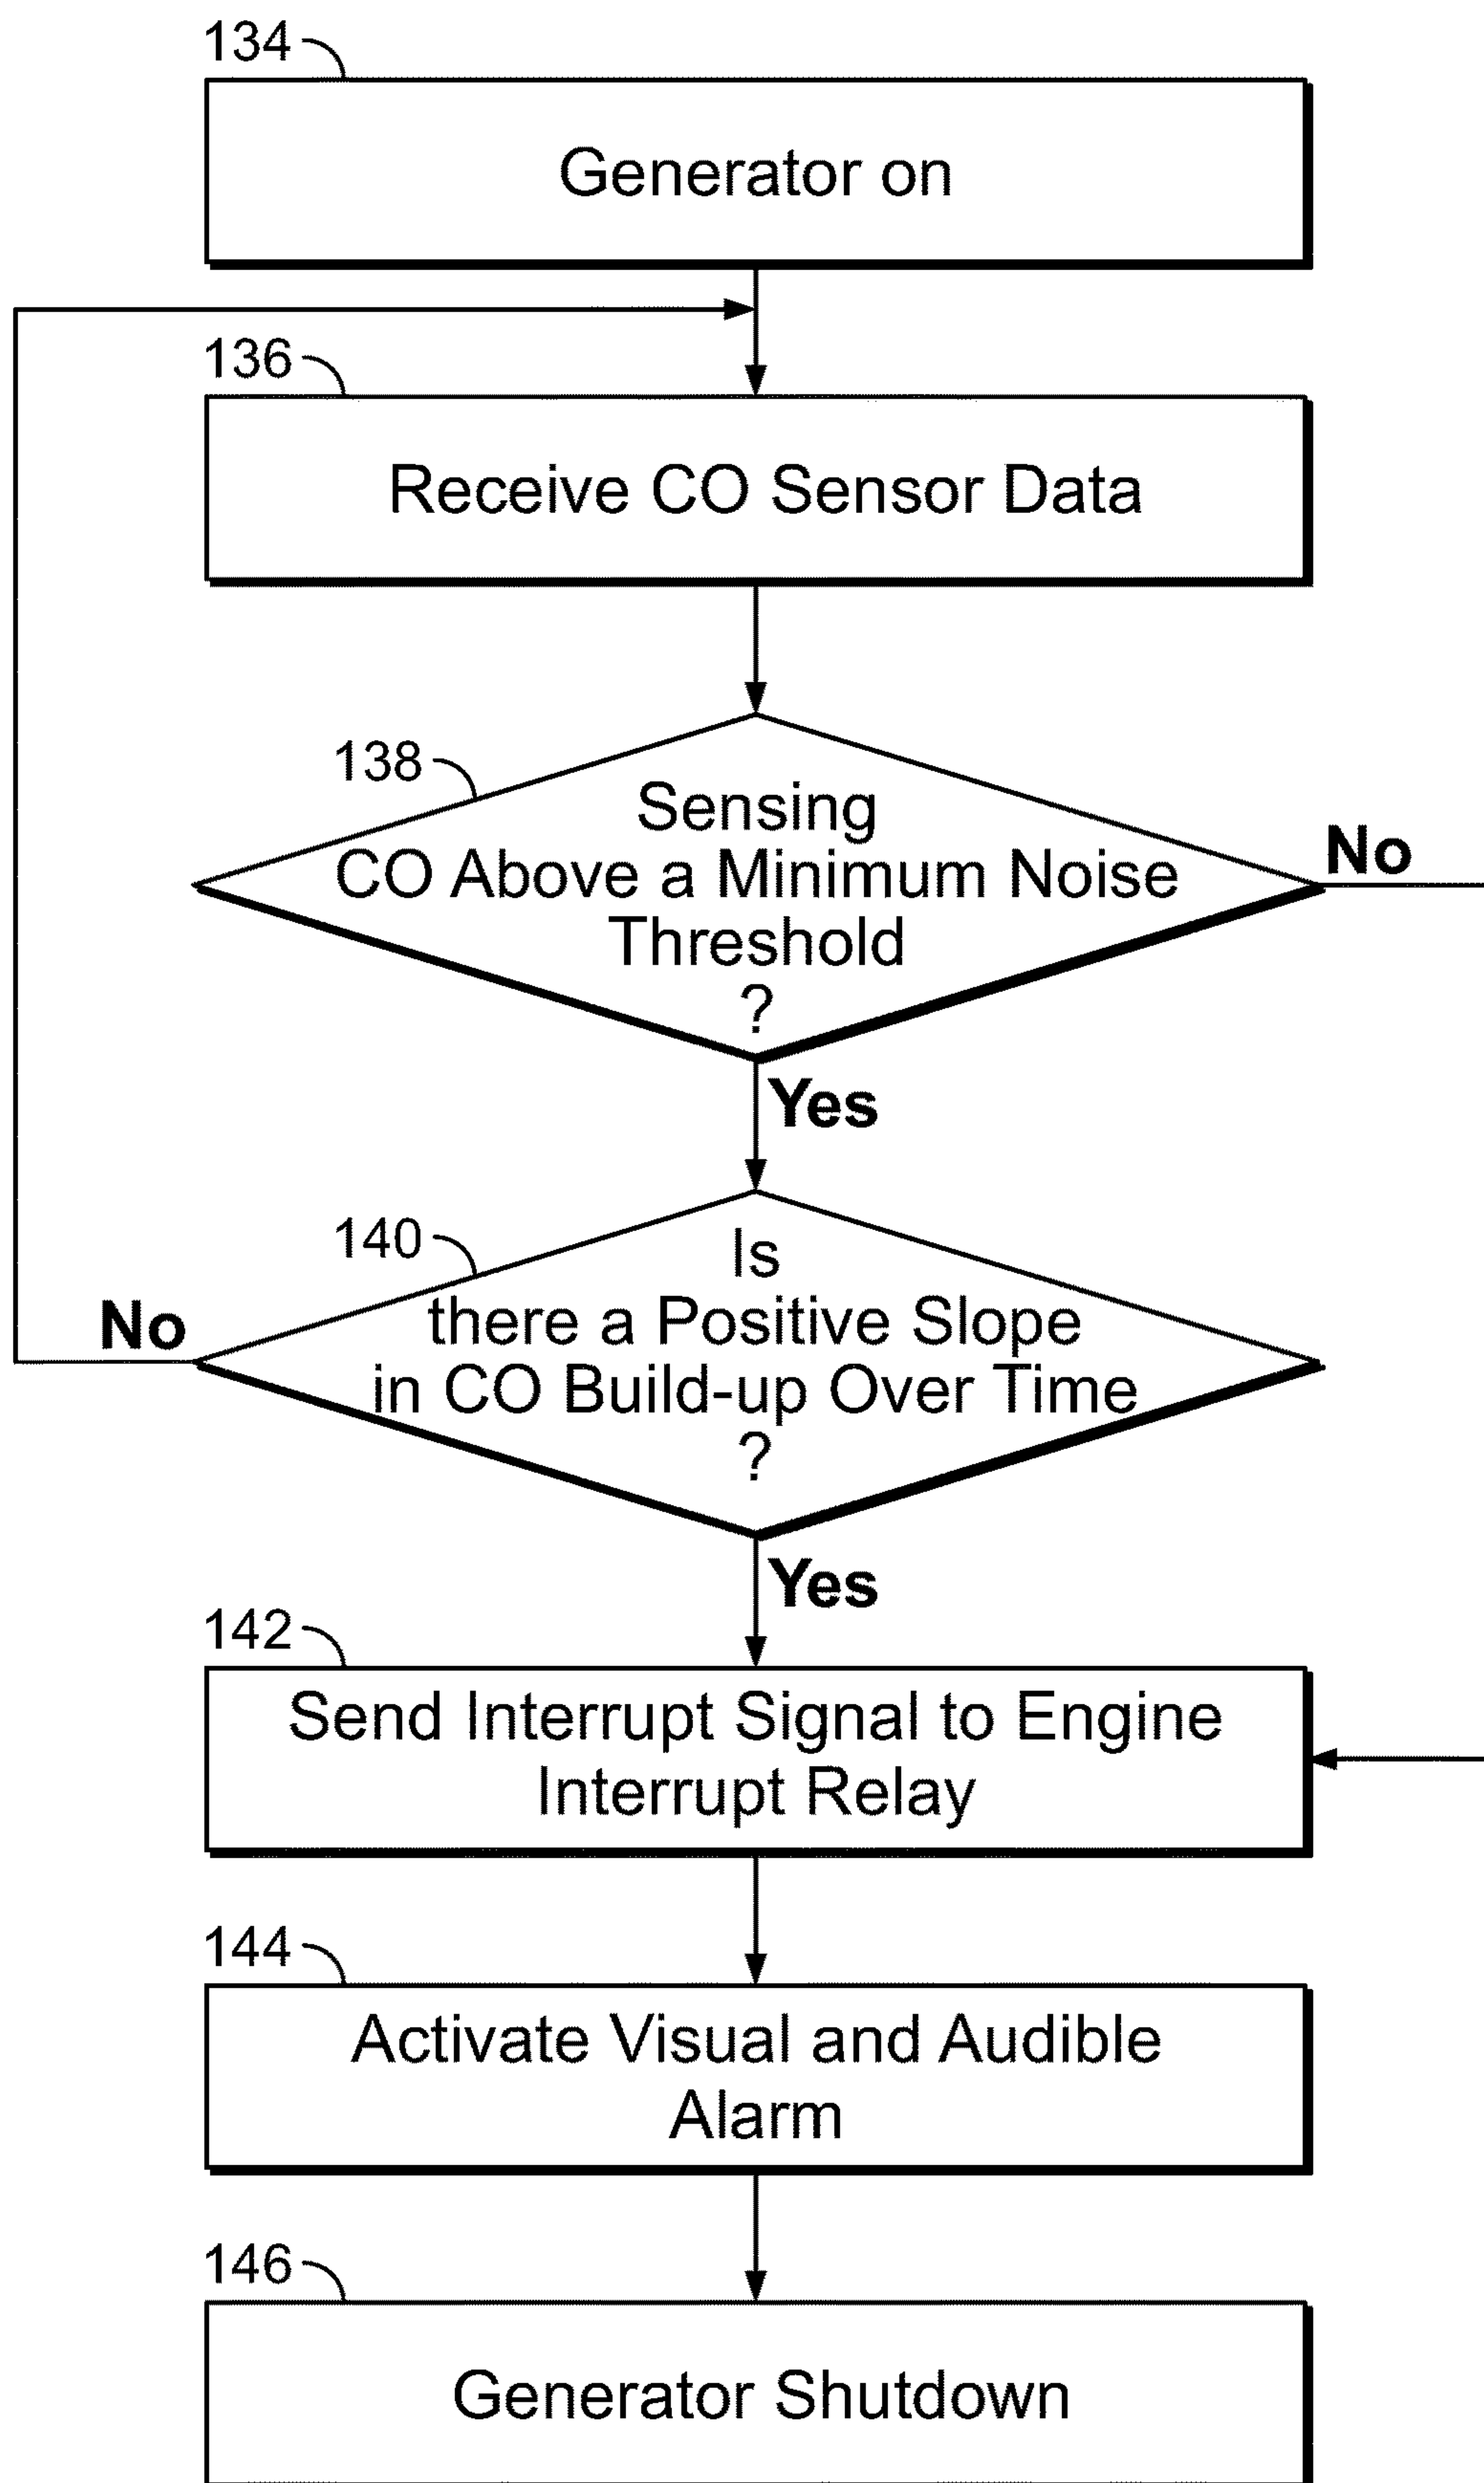 134
Generator on
136
Receive CO Sensor Data
138
Sensing
CO Above a Minimum Noise
Threshold
?
No
Yes
140
Is
there a Positive Slope
in CO Build-up Over Time
?
No
Yes
142
Send Interrupt Signal to Engine
Interrupt Relay
144
Activate Visual and Audible
Alarm
146
Generator Shutdown